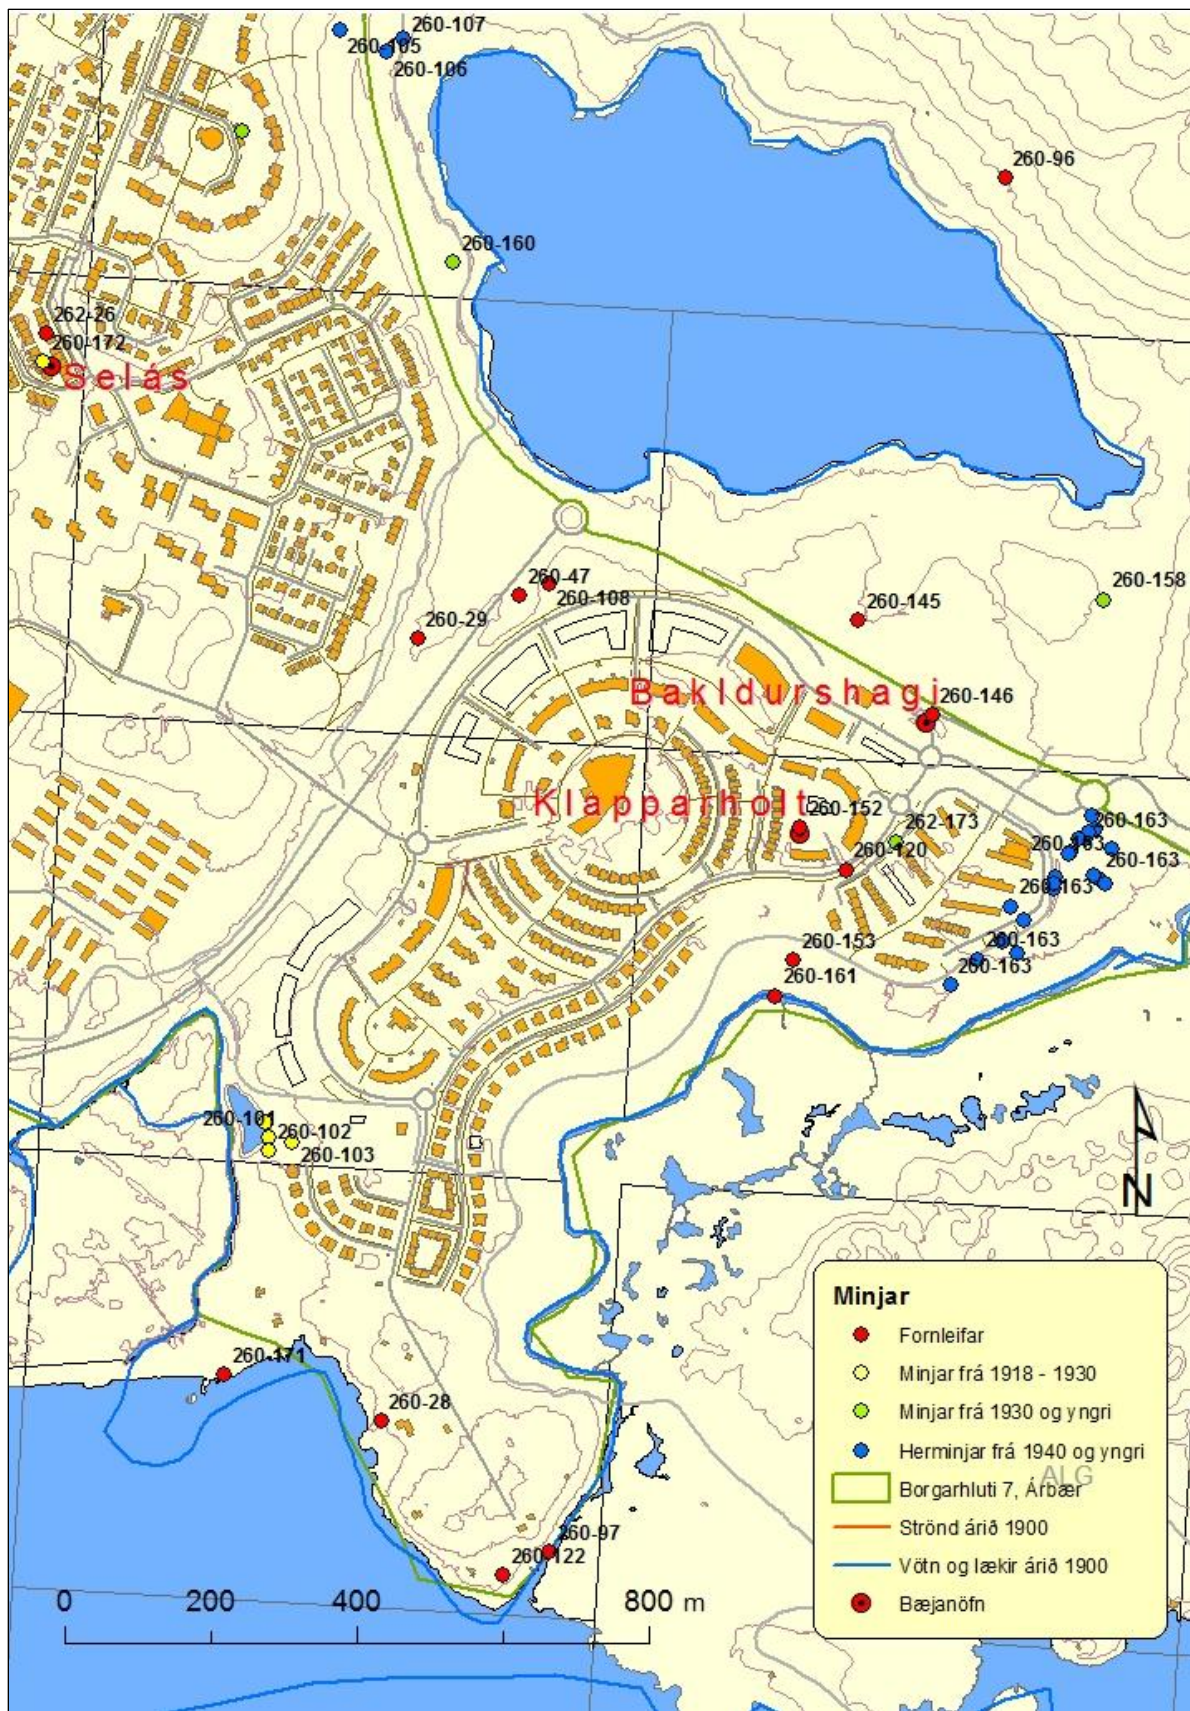 260-107
260-105
260-106
260-96
260-160
262-26
260-172
Selás
260-47
260-158
260-108
260-145
260-29
Bakldurshagi
260-146
Klapparholt
260-152
262-173
260-163
260-163
260-120
260-163
260-163
260-153
260-163
260-163
260-161
260-101
260-102
260-103
N
Minjar
Fornleifar
260-171
Minjar frá 1918 - 1930
260-28
Minjar frá 1930 og yngri
Herminjar frá 1940 og yngri
ALG
Borgarhluti 7, Árbær
Strönd árið 1900
260-97
260-122
Vötn og lækir árið 1900
0 200 400 800 m
Bæjanöfn